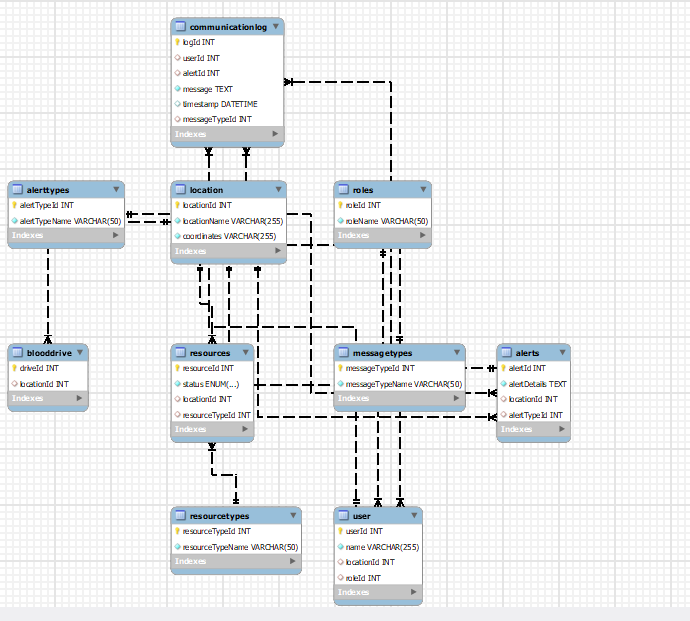 communicationlog
logId INT
userId INT
alertId INT
message TEXT
timestamp DATETIME
messageTypeId INT
Indexes
alerttypes
alertTypeId INT
alertTypeName VARCHAR(50)
Indexes
location
locationId INT
locationName VARCHAR(255)
coordinates VARCHAR(255)
Indexes
roles
roleId INT
roleName VARCHAR(50)
Indexes
blooddrive
driveId INT
locationId INT
Indexes
resources
resourceId INT
status ENUM(...)
locationId INT
resourceTypeId INT
Indexes
messagetypes
messageTypeId INT
messageTypeName VARCHAR(50)
Indexes
alerts
alertId INT
alertDetails TEXT
locationId INT
alertTypeId INT
Indexes
resourcetypes
resourceTypeId INT
resourceTypeName VARCHAR(50)
Indexes
user
userId INT
name VARCHAR(255)
locationId INT
roleId INT
Indexes